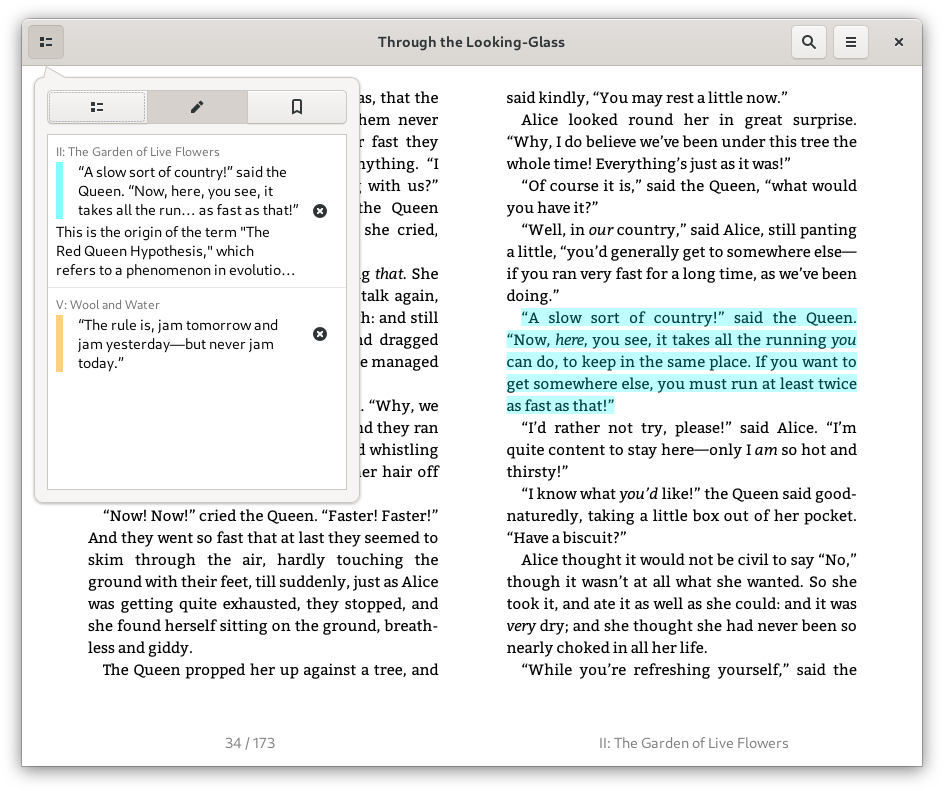 Through the Looking-Glass
II: The Garden of Live Flowers
“A slow sort of country!” said the
Queen. “Now, here, you see, it
takes all the run… as fast as that!”
This is the origin of the term "The
Red Queen Hypothesis," which
refers to a phenomenon in evolutio…
V: Wool and Water
“The rule is, jam tomorrow and
jam yesterday—but never jam
today.”
as, that the
hem never
fast they
nything. “I
with us?”
the Queen
she cried,
that. She
talk again,
h: and still
nd dragged
e managed
. “Why, we
nd they ran
whistling
er hair off
“Now! Now!” cried the Queen. “Faster! Faster!”
And they went so fast that at last they seemed to
skim through the air, hardly touching the
ground with their feet, till suddenly, just as Alice
was getting quite exhausted, they stopped, and
she found herself sitting on the ground, breath-
less and giddy.
The Queen propped her up against a tree, and
said kindly, “You may rest a little now.”
Alice looked round her in great surprise.
“Why, I do believe we’ve been under this tree the
whole time! Everything’s just as it was!”
“Of course it is,” said the Queen, “what would
you have it?”
“Well, in our country,” said Alice, still panting
a little, “you’d generally get to somewhere else—
if you ran very fast for a long time, as we’ve been
doing.”
“A slow sort of country!” said the Queen.
“Now, here, you see, it takes all the running you
can do, to keep in the same place. If you want to
get somewhere else, you must run at least twice
as fast as that!”
“I’d rather not try, please!” said Alice. “I’m
quite content to stay here—only I am so hot and
thirsty!”
“I know what you’d like!” the Queen said good-
naturedly, taking a little box out of her pocket.
“Have a biscuit?”
Alice thought it would not be civil to say “No,”
though it wasn’t at all what she wanted. So she
took it, and ate it as well as she could: and it was
very dry; and she thought she had never been so
nearly choked in all her life.
“While you’re refreshing yourself,” said the
34 / 173
II: The Garden of Live Flowers